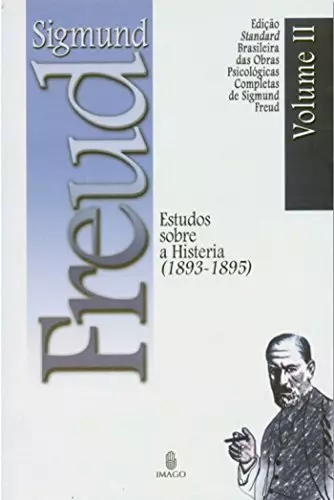 Sigmund
Freud
Edição
Standard
Brasileira
das Obras
Psicológicas
Completas
de Sigmund
Freud
Volume II
Estudos
sobre
a Histeria
(1893-1895)
IMAGO